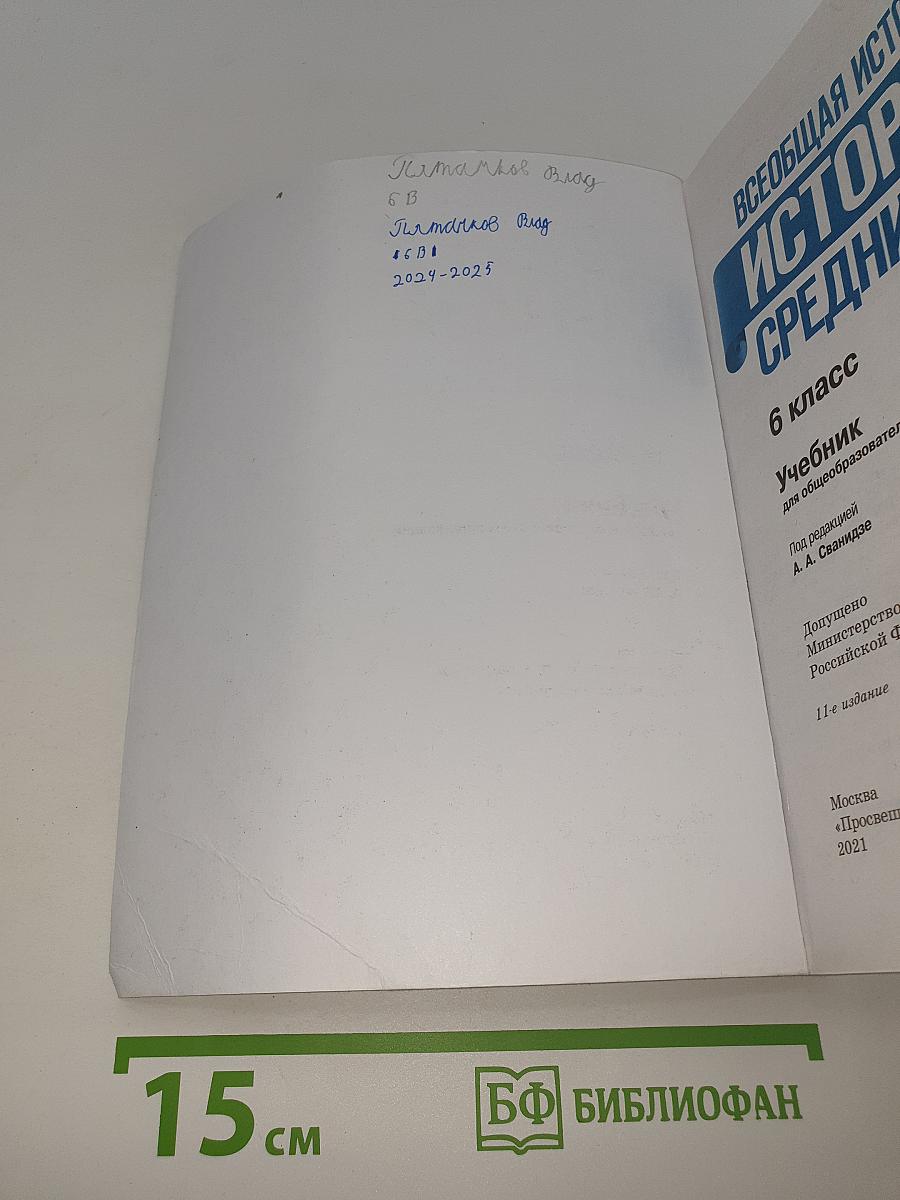 Пятачков Влад
6 В
Пятачков Влад
6 В
2024-2025
ВСЕОБЩАЯ ИСТО
ИСТОР
СРЕДНИ
6 класс
Учебник
для общеобразовател
Под редакцией
А. А. Сванидзе
Допущено
Министерство
Российской Ф
11-е издание
Москва
«Просвещ
2021
15 см
БФ БИБЛИОФАН